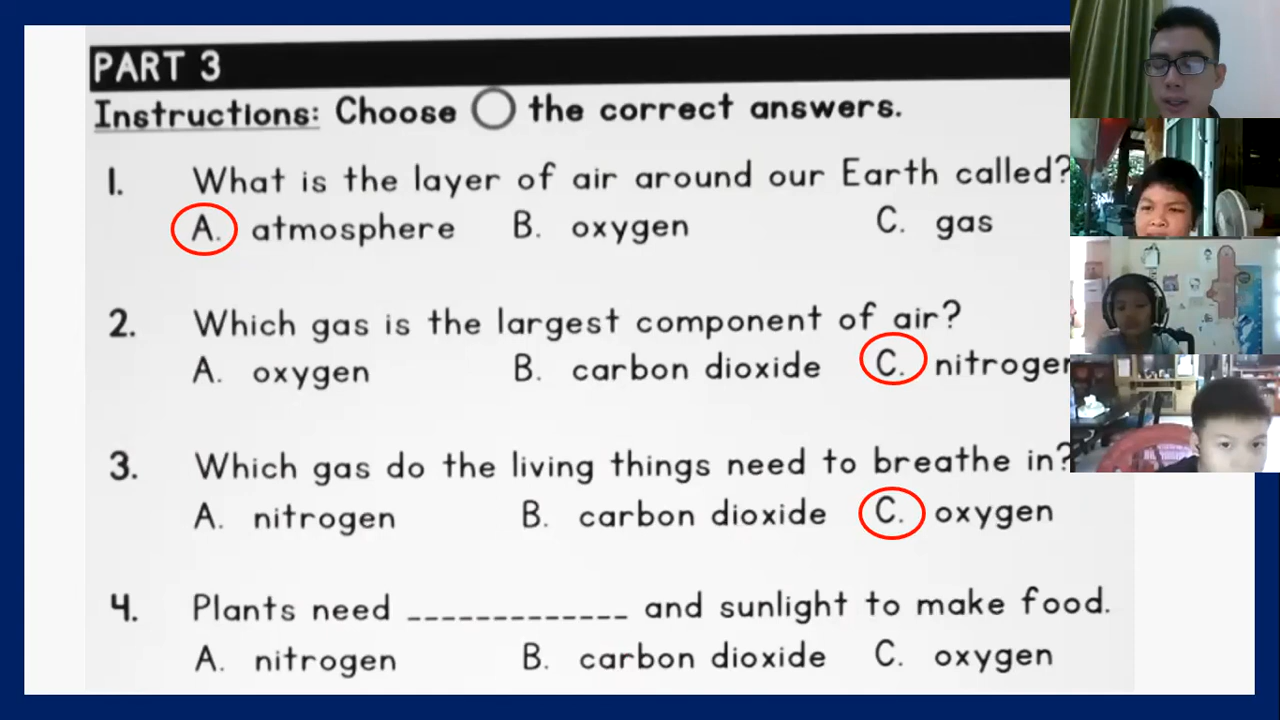 PART 3
Instructions: Choose the correct answers.
1. What is the layer of air around our Earth called?
A. atmosphere B. oxygen C. gas
2. Which gas is the largest component of air?
A. oxygen B. carbon dioxide C. nitrogen
3. Which gas do the living things need to breathe in?
A. nitrogen B. carbon dioxide C. oxygen
4. Plants need _____________ and sunlight to make food.
A. nitrogen B. carbon dioxide C. oxygen